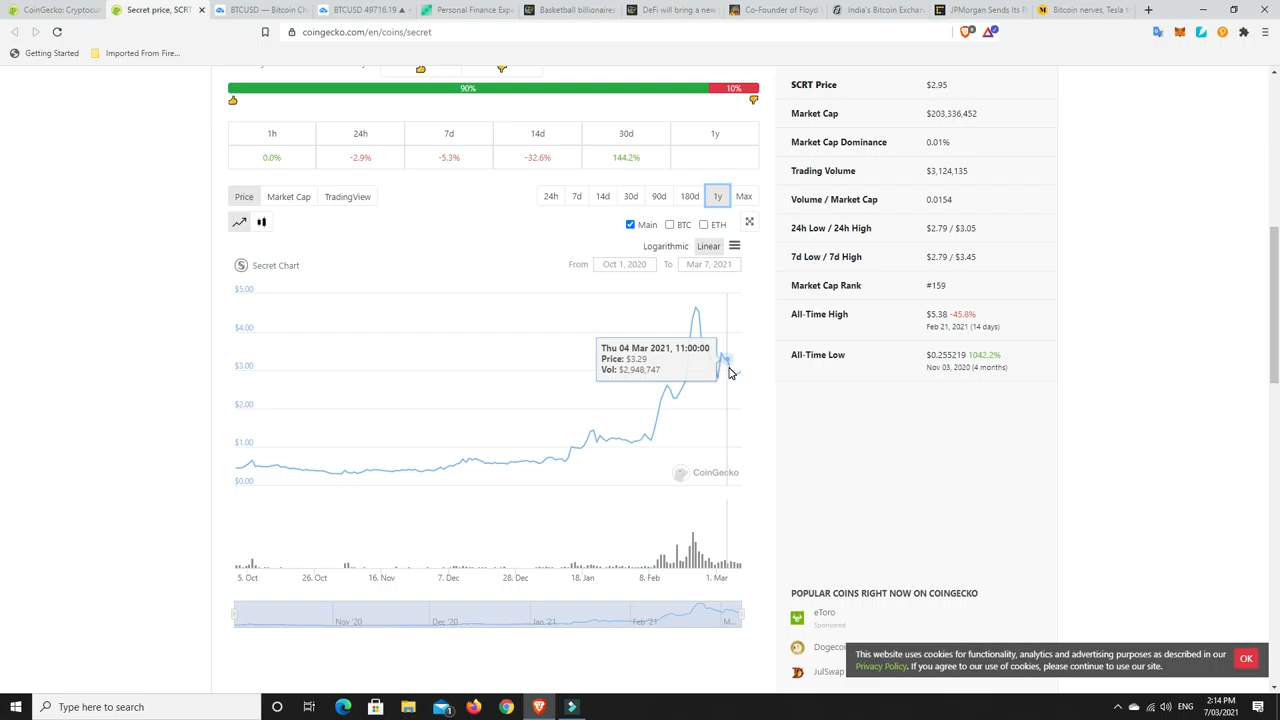 CoinGecko: Cryptocurr
Secret price, SCRT
BTCUSD — Bitcoin Ch
BTCUSD 49716.19 ▲
Personal Finance Expe
Basketball billionaires
DeFi will bring a new
Co-Founder of Floyd
India's Bitcoin Exchan
JPMorgan Sends Its P
Bitcoin nerves, Tesla t
coingecko.com/en/coins/secret
Getting Started
Imported From Fire...
90%
10%
1h 24h 7d 14d 30d 1y
0.0% -2.9% -5.3% -32.6% 144.2%
Price Market Cap TradingView
24h 7d 14d 30d 90d 180d 1y Max
Main BTC ETH
Logarithmic Linear
Secret Chart
From Oct 1, 2020 To Mar 7, 2021
$5.00
$4.00
$3.00
$2.00
$1.00
$0.00
Thu 04 Mar 2021, 11:00:00
Price: $3.29
Vol: $2,948,747
CoinGecko
5. Oct 26. Oct 16. Nov 7. Dec 28. Dec 18. Jan 8. Feb 1. Mar
Nov '20 Dec '20 Jan '21 Feb '21 M...
SCRT Price $2.95
Market Cap $203,336,452
Market Cap Dominance 0.01%
Trading Volume $3,124,135
Volume / Market Cap 0.0154
24h Low / 24h High $2.79 / $3.05
7d Low / 7d High $2.79 / $3.45
Market Cap Rank #159
All-Time High $5.38 -45.8%
Feb 21, 2021 (14 days)
All-Time Low $0.255219 1042.2%
Nov 03, 2020 (4 months)
POPULAR COINS RIGHT NOW ON COINGECKO
eToro
Sponsored
Dogecoi
JulSwap
This website uses cookies for functionality, analytics and advertising purposes as described in our
Privacy Policy. If you agree to our use of cookies, please continue to use our site.
OK
Type here to search
ENG
2:14 PM
7/03/2021